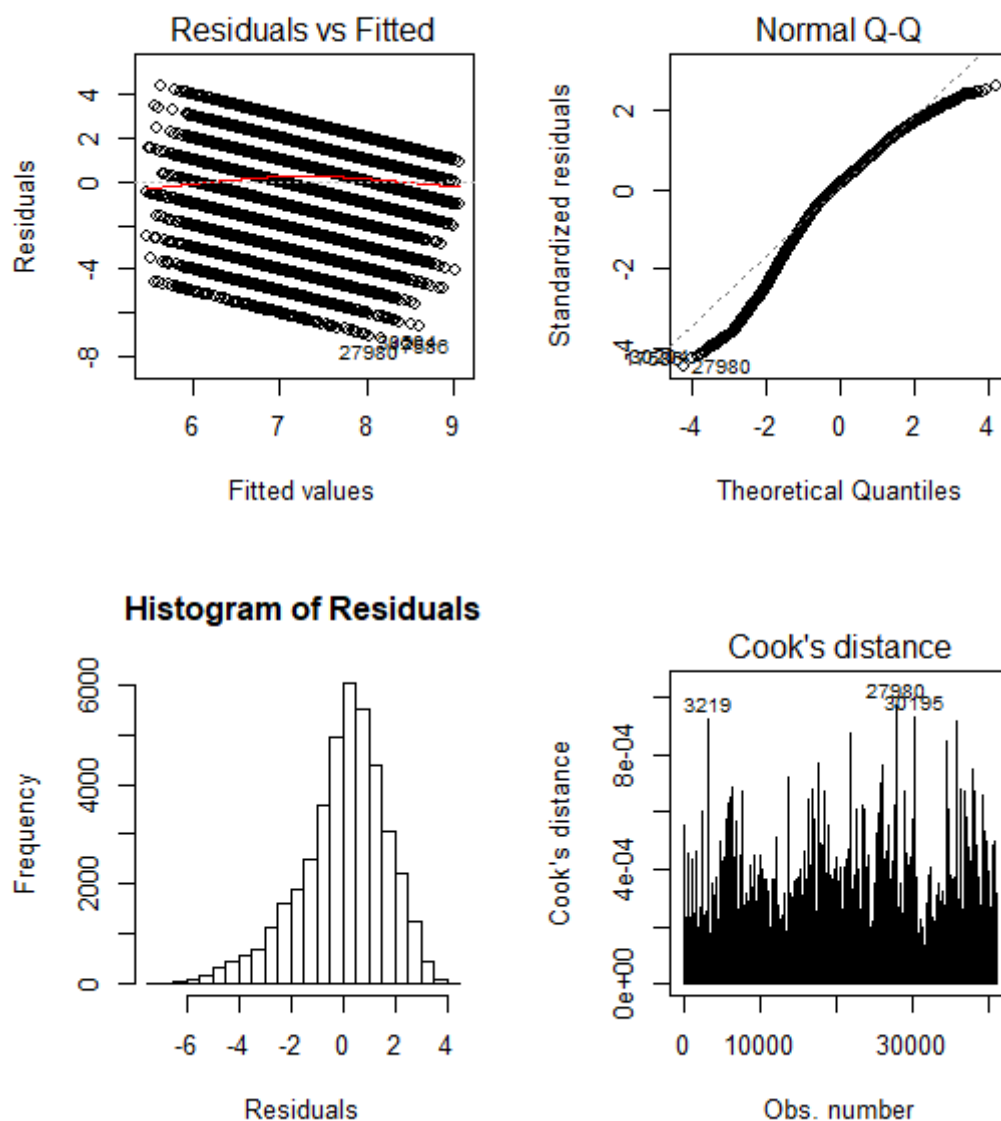 Residuals vs Fitted
Residuals
4
2
0
-4
-8
27980
6
7
8
9
Fitted values
Normal Q-Q
Standardized residuals
2
0
-2
-4
27980
-4
-2
0
2
4
Theoretical Quantiles
Histogram of Residuals
Frequency
6000
4000
2000
0
-6
-4
-2
0
2
4
Residuals
Cook's distance
Cook's distance
8e-04
4e-04
0e+00
3219
27980
30195
0
10000
30000
Obs. number